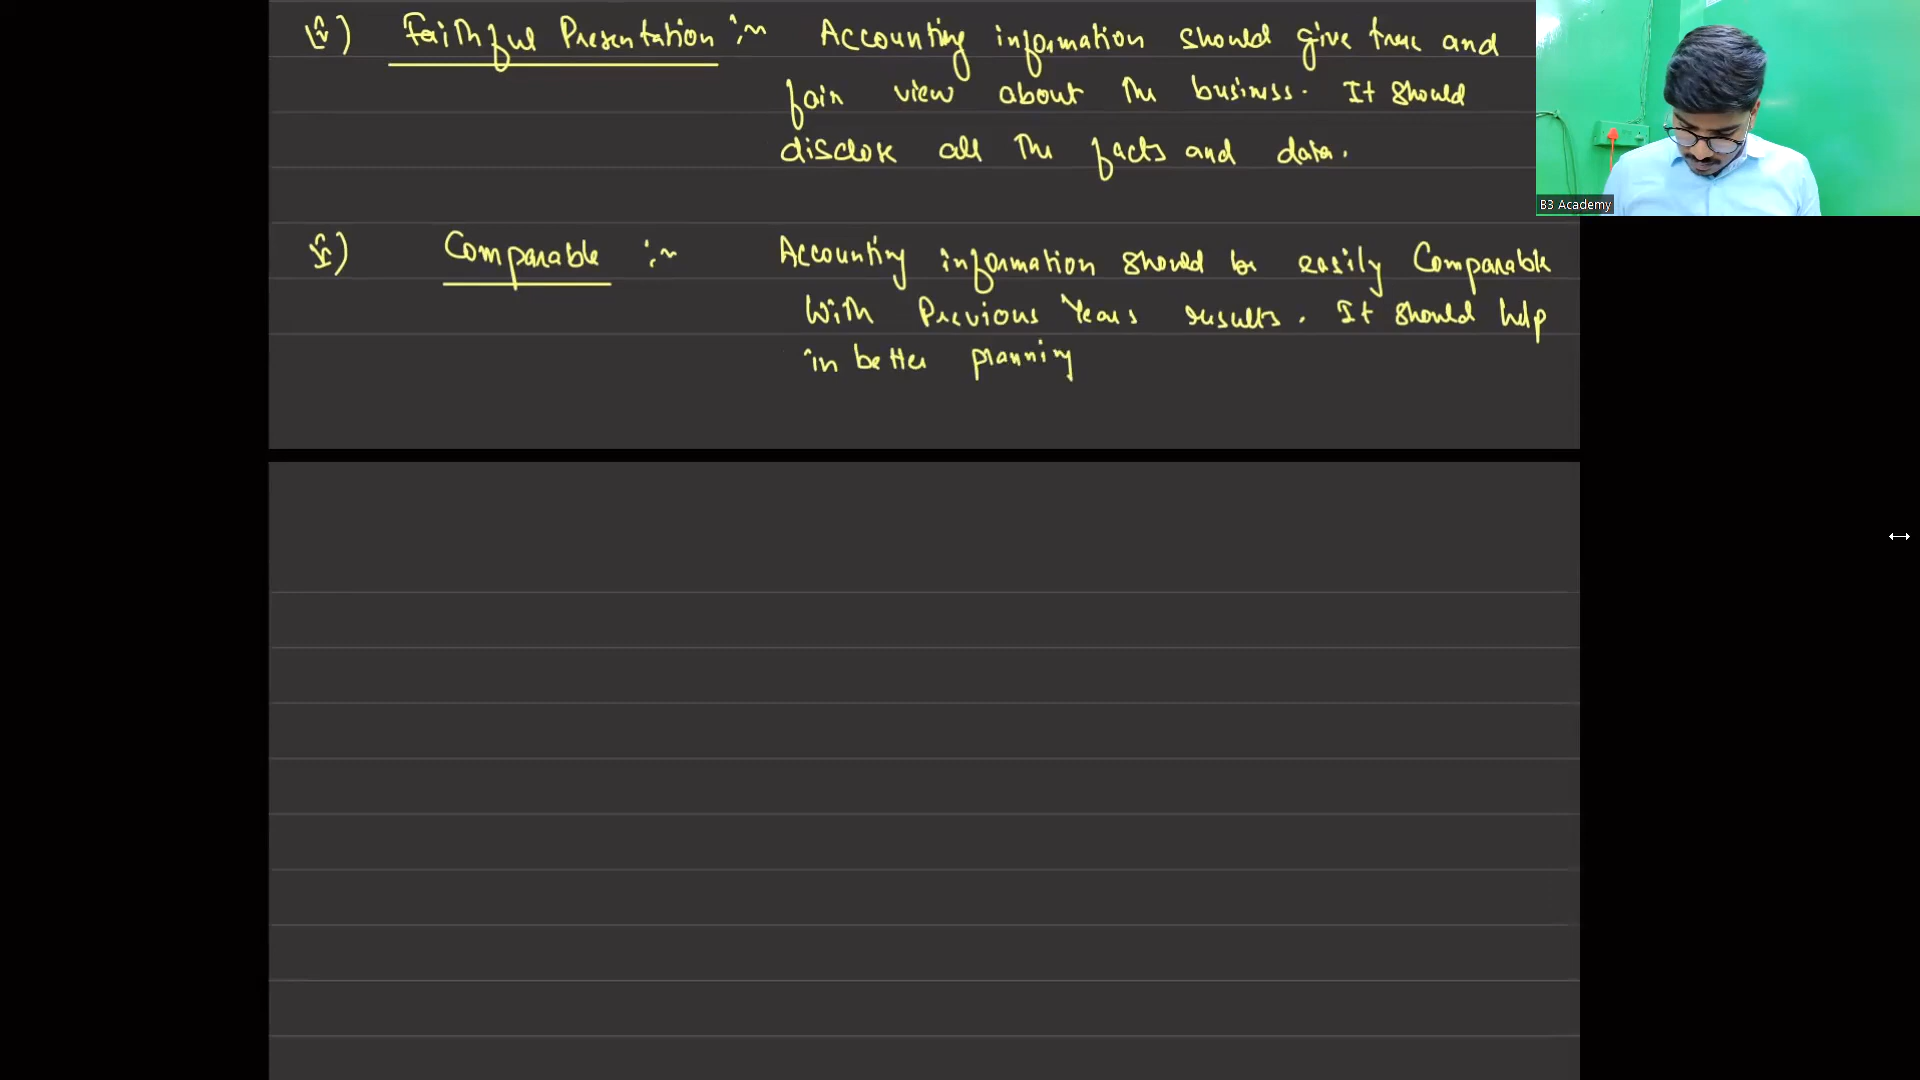 iv) Faithful Presentation :~ Accounting information should give true and
fair view about the business. It should
disclose all the facts and data.
B3 Academy
v) Comparable :~ Accounting information should be easily Comparable
With Previous Years results. It should help
in better planning